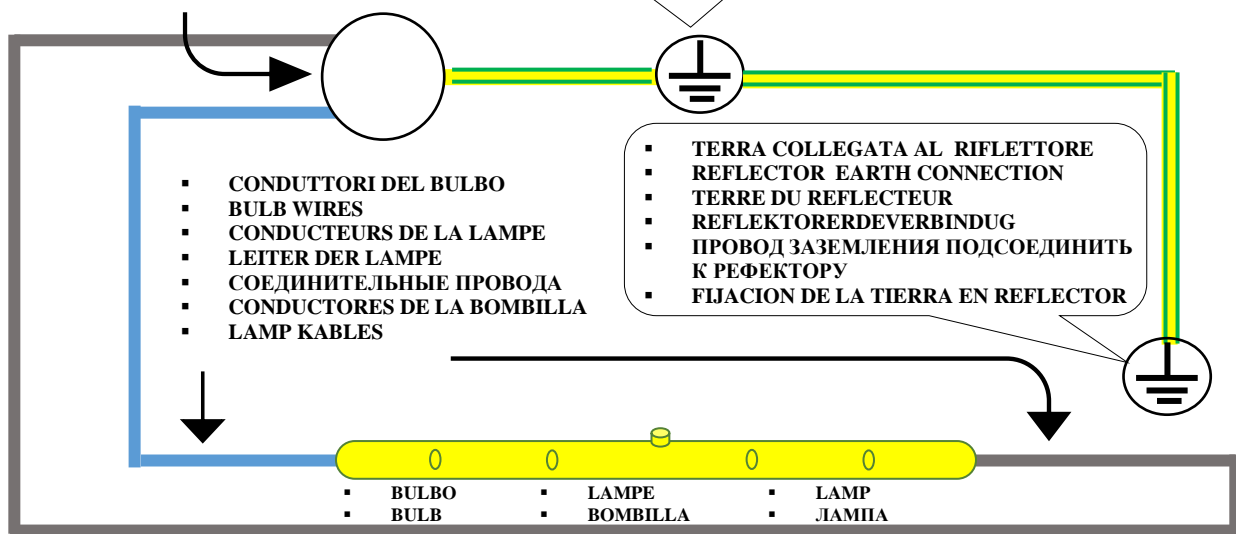 TERRA COLLEGATA AL RIFLETTORE
REFLECTOR EARTH CONNECTION
TERRE DU REFLECTEUR
REFLEKTORERDEVERBINDUG
ПРОВОД ЗАЗЕМЛЕНИЯ ПОДСОЕДИНИТЬ
К РЕФЕКТОРУ
FIJACION DE LA TIERRA EN REFLECTOR
CONDUTTORI DEL BULBO
BULB WIRES
CONDUCTEURS DE LA LAMPE
LEITER DER LAMPE
СОЕДИНИТЕЛЬНЫЕ ПРОВОДА
CONDUCTORES DE LA BOMBILLA
LAMP KABLES
BULBO
BULB
LAMPE
BOMBILLA
LAMP
ЛАМПА